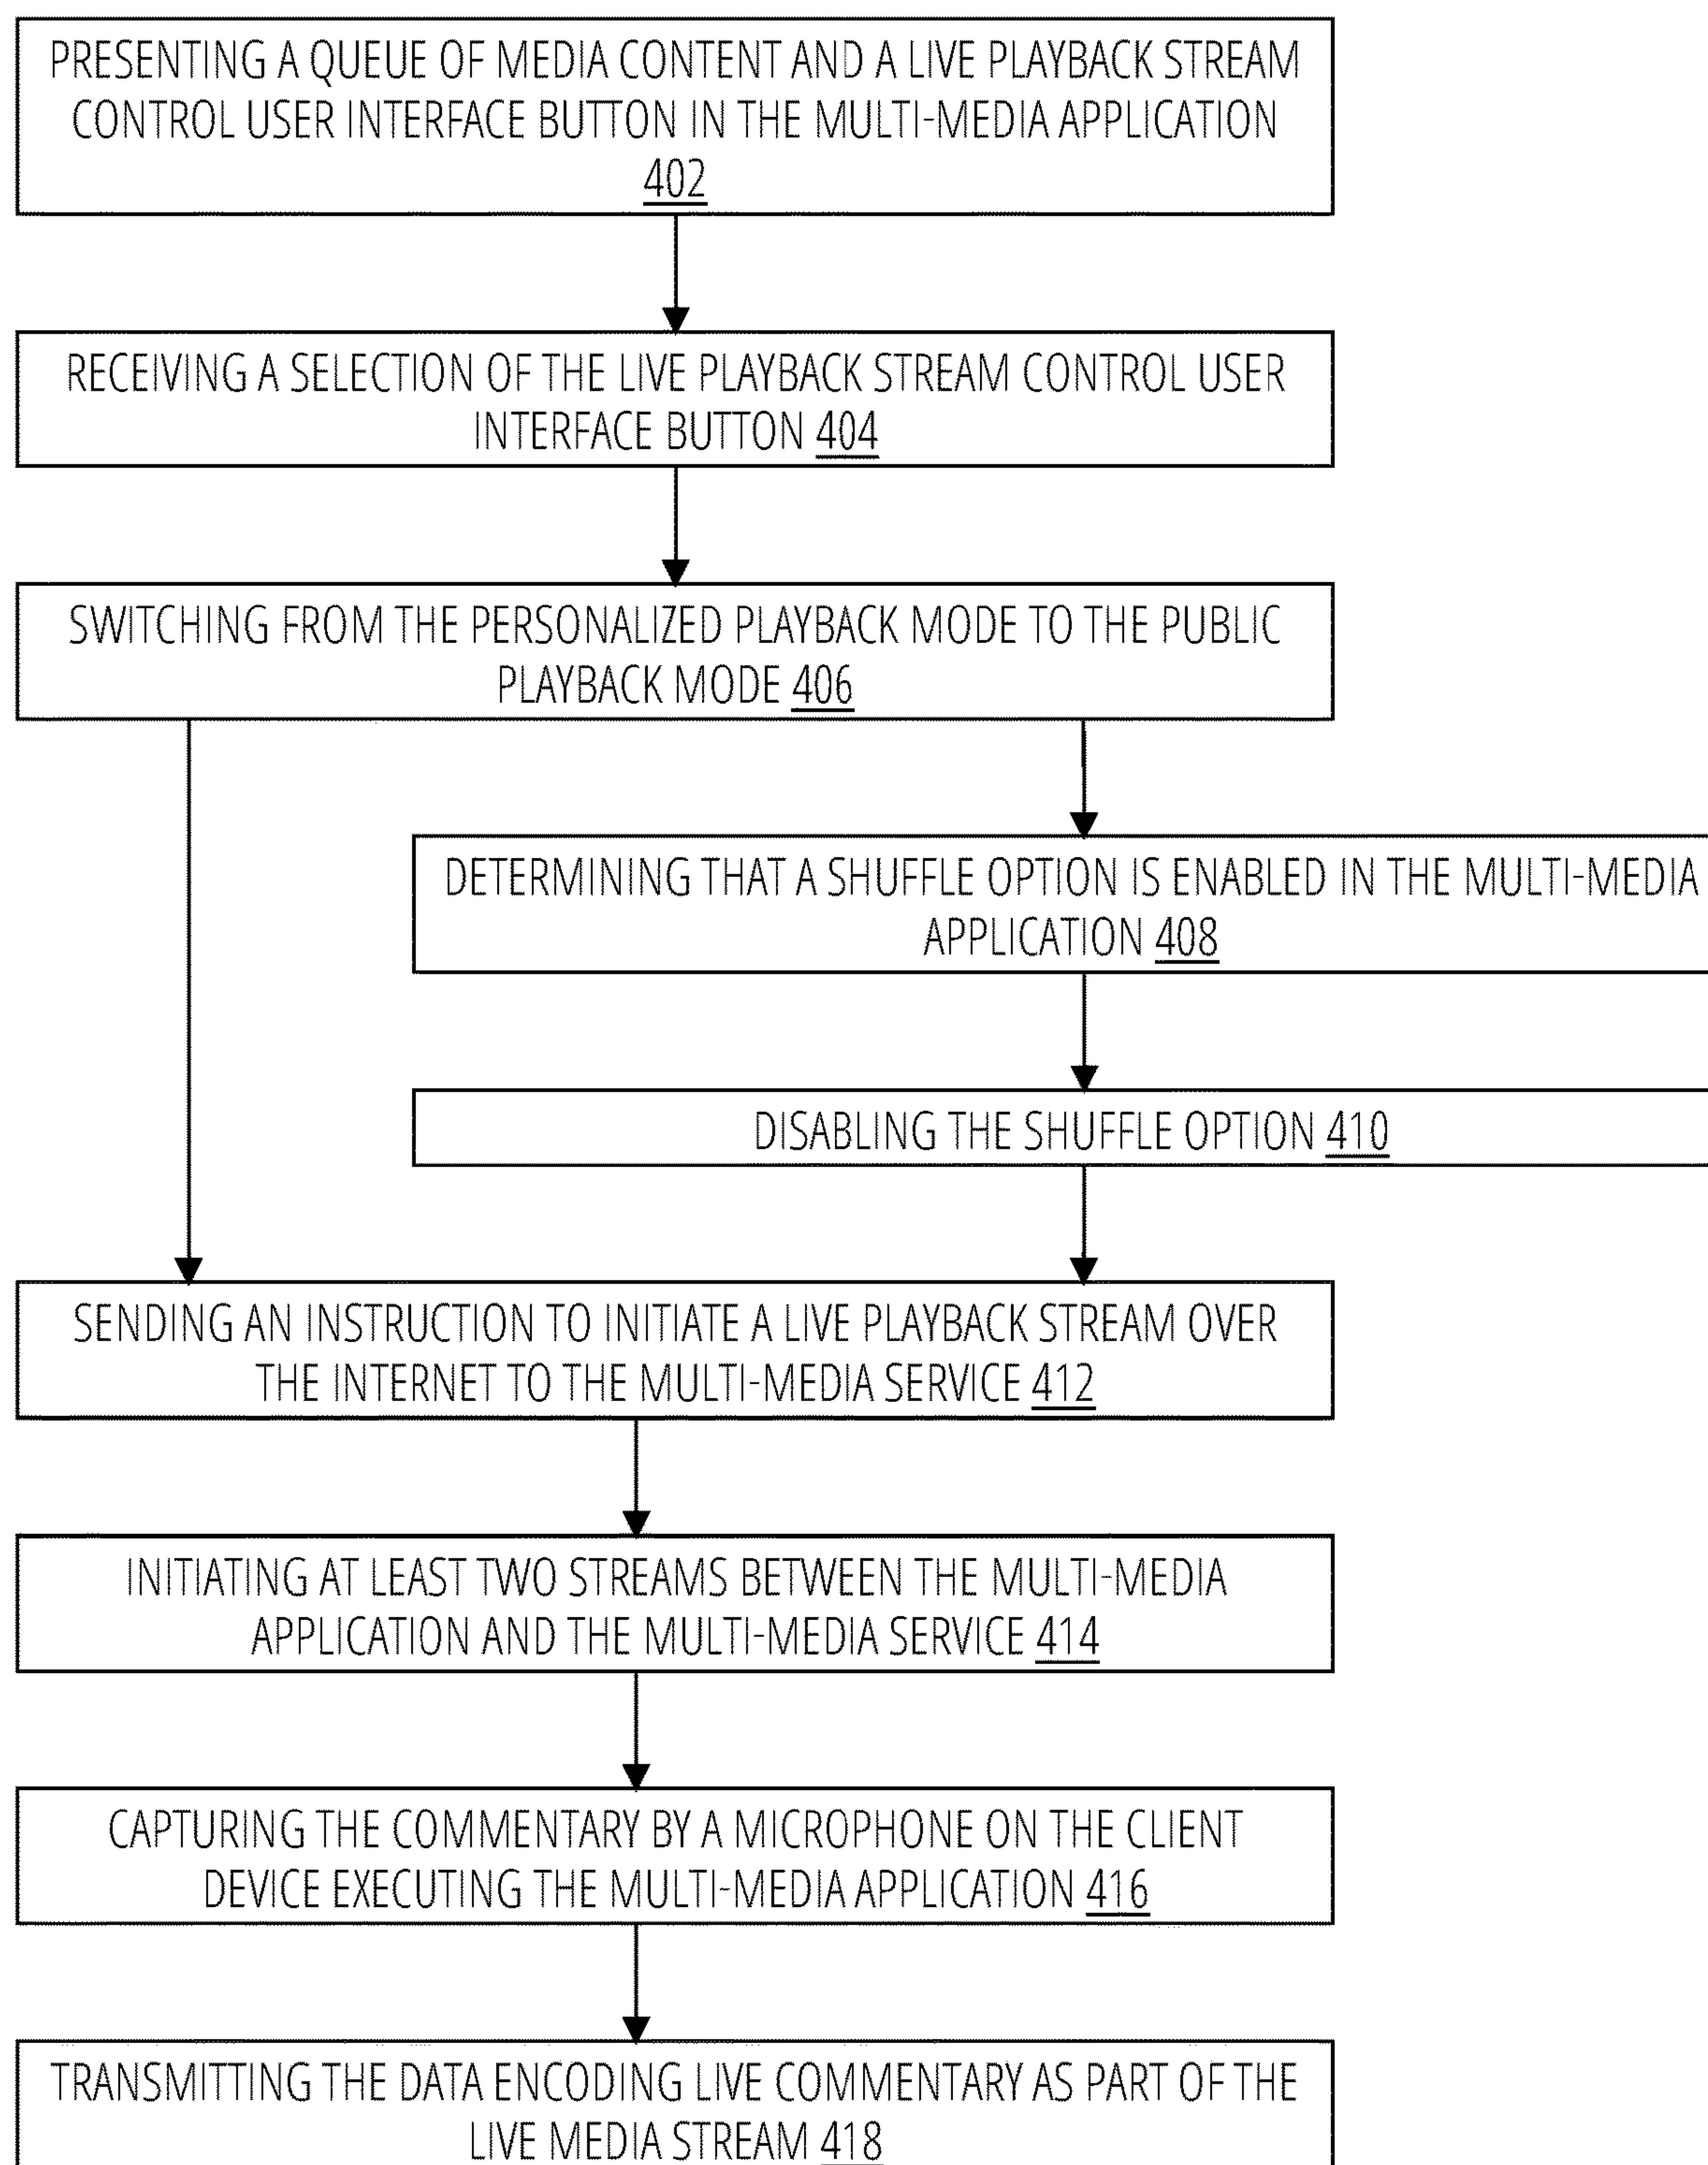 PRESENTING A QUEUE OF MEDIA CONTENT AND A LIVE PLAYBACK STREAM
CONTROL USER INTERFACE BUTTON IN THE MULTI-MEDIA APPLICATION
402
RECEIVING A SELECTION OF THE LIVE PLAYBACK STREAM CONTROL USER
INTERFACE BUTTON 404
SWITCHING FROM THE PERSONALIZED PLAYBACK MODE TO THE PUBLIC
PLAYBACK MODE 406
DETERMINING THAT A SHUFFLE OPTION IS ENABLED IN THE MULTI-MEDIA
APPLICATION 408
DISABLING THE SHUFFLE OPTION 410
SENDING AN INSTRUCTION TO INITIATE A LIVE PLAYBACK STREAM OVER
THE INTERNET TO THE MULTI-MEDIA SERVICE 412
INITIATING AT LEAST TWO STREAMS BETWEEN THE MULTI-MEDIA
APPLICATION AND THE MULTI-MEDIA SERVICE 414
CAPTURING THE COMMENTARY BY A MICROPHONE ON THE CLIENT
DEVICE EXECUTING THE MULTI-MEDIA APPLICATION 416
TRANSMITTING THE DATA ENCODING LIVE COMMENTARY AS PART OF THE
LIVE MEDIA STREAM 418